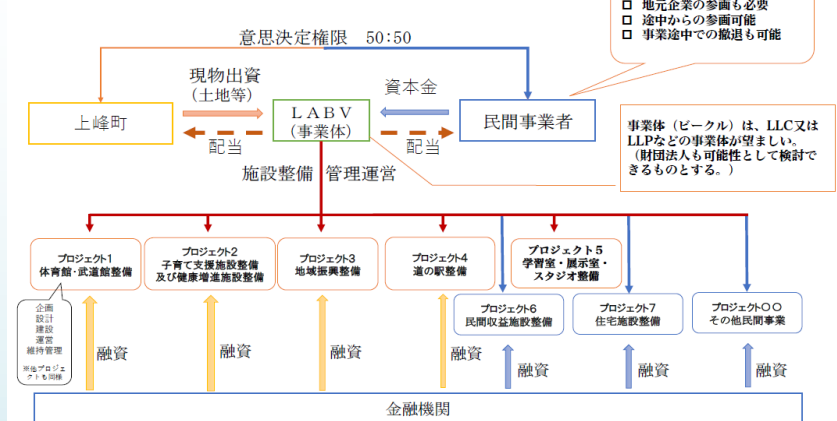 □ 地元企業の参画も必要
□ 途中からの参画可能
□ 事業途中での撤退も可能
意思決定権限　50:50
現物出資
（土地等）
資本金
上峰町
ＬＡＢＶ
（事業体）
民間事業者
配当
配当
事業体（ビークル）は、LLC又は
LLPなどの事業体が望ましい。
（財団法人も可能性として検討で
きるものとする。）
施設整備
管理運営
プロジェクト1
体育館・武道館整備
プロジェクト2
子育て支援施設整備
及び健康増進施設整備
プロジェクト3
地域振興整備
プロジェクト4
道の駅整備
プロジェクト５
学習室・展示室・
スタジオ整備
プロジェクト6
民間収益施設整備
プロジェクト7
住宅施設整備
プロジェクト〇〇
その他民間事業
企画
設計
建設
運営
維持管理
※他プロジェ
クトも同様
融資
融資
融資
融資
融資
融資
融資
金融機関